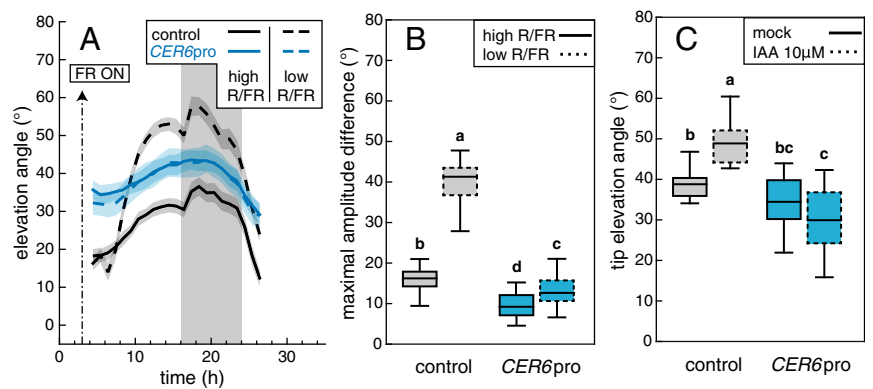 A
control
CER6pro
high R/FR
low R/FR
FR ON
elevation angle (°)
80
70
60
50
40
30
20
10
0
0 10 20 30
time (h)
B
high R/FR
low R/FR
maximal amplitude difference (°)
80
70
60
50
40
30
20
10
0
b
a
d
c
control CER6pro
C
mock
IAA 10µM
tip elevation angle (°)
80
70
60
50
40
30
20
10
0
b
a
bc
c
control CER6pro